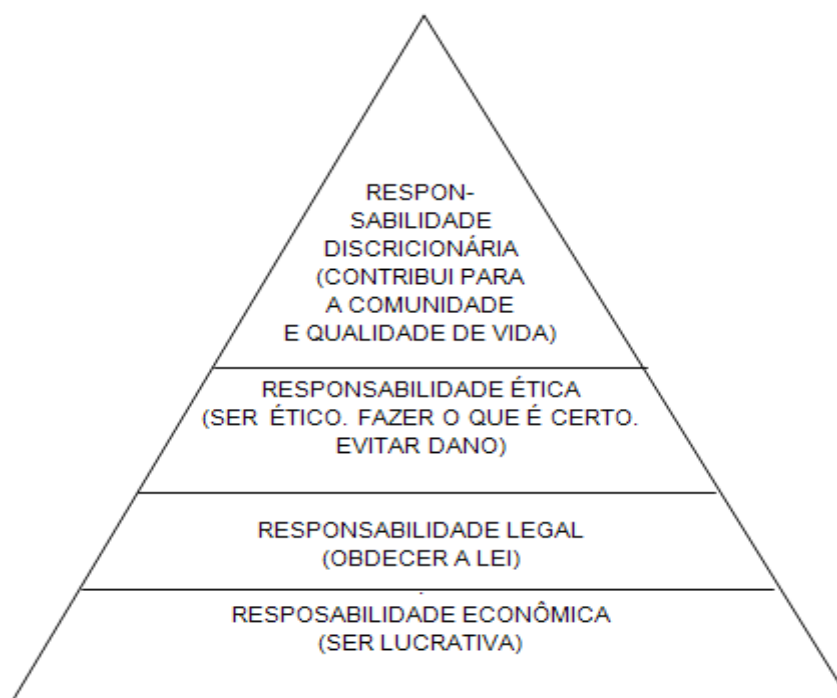 RESPON-
SABILIDADE
DISCRICIONÁRIA
(CONTRIBUI PARA
A COMUNIDADE
E QUALIDADE DE VIDA)
RESPONSABILIDADE ÉTICA
(SER ÉTICO. FAZER O QUE É CERTO.
EVITAR DANO)
RESPONSABILIDADE LEGAL
(OBDECER A LEI)
RESPOSABILIDADE ECONÔMICA
(SER LUCRATIVA)